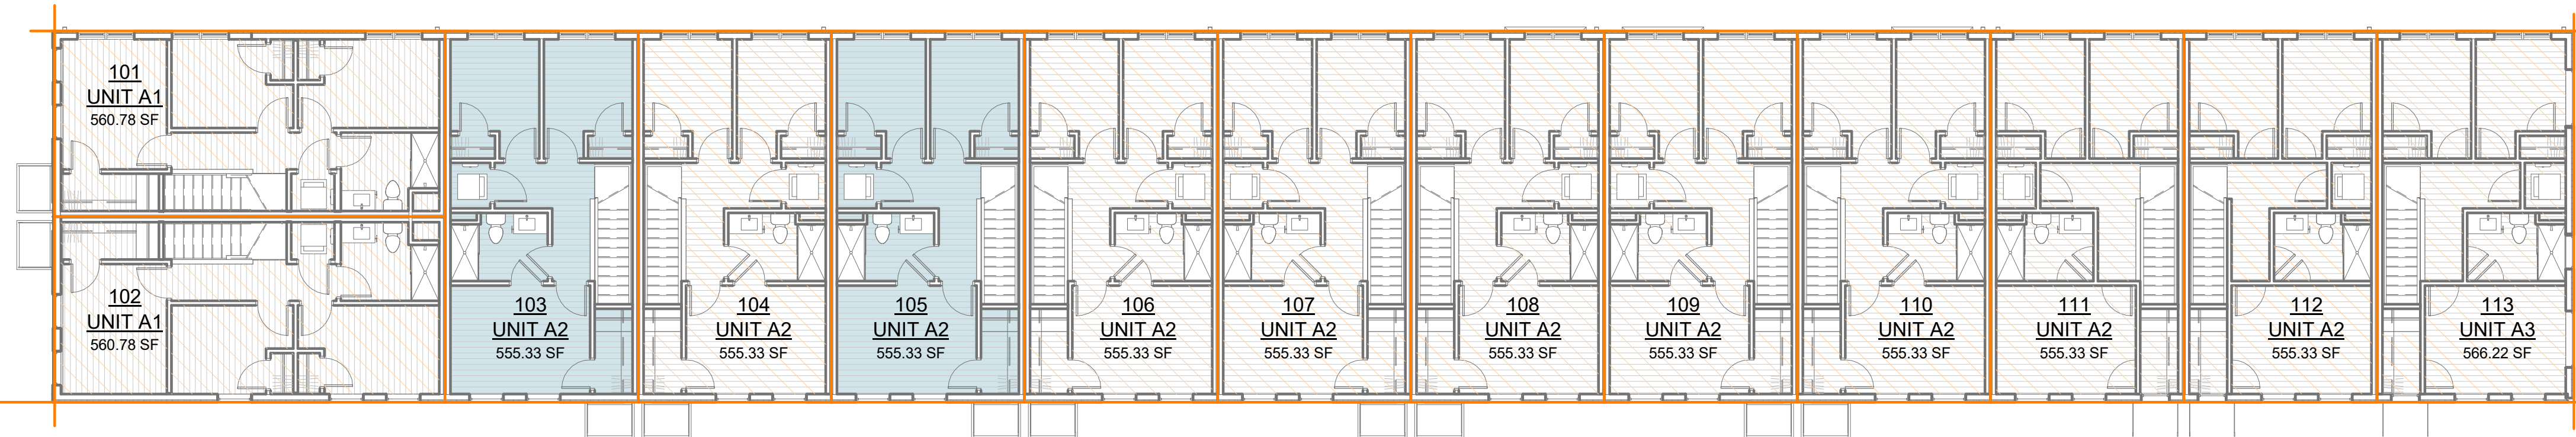 101
UNIT A1
560.78 SF
102
UNIT A1
560.78 SF
103
UNIT A2
555.33 SF
104
UNIT A2
555.33 SF
105
UNIT A2
555.33 SF
106
UNIT A2
555.33 SF
107
UNIT A2
555.33 SF
108
UNIT A2
555.33 SF
109
UNIT A2
555.33 SF
110
UNIT A2
555.33 SF
111
UNIT A2
555.33 SF
112
UNIT A2
555.33 SF
113
UNIT A3
566.22 SF